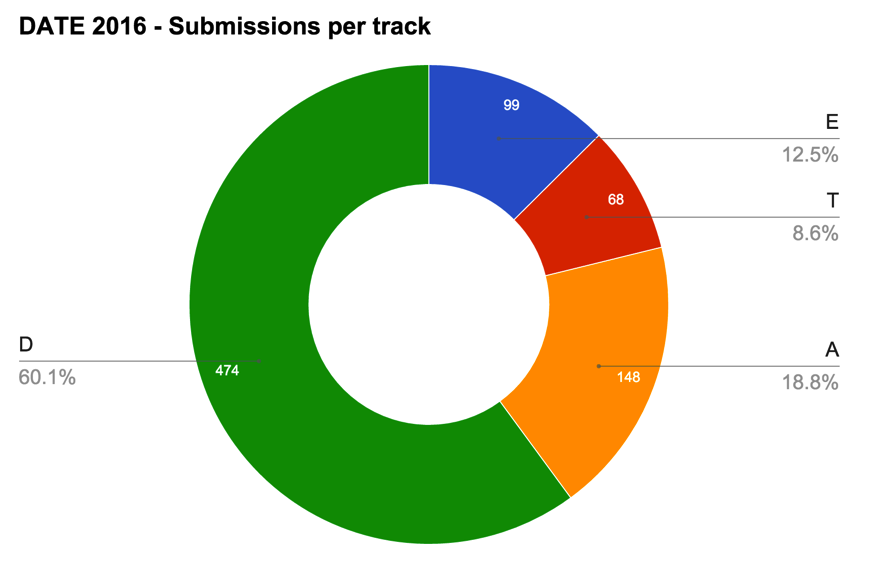 DATE 2016 - Submissions per track
99
E
12.5%
T
68
8.6%
D
60.1%
474
A
148
18.8%